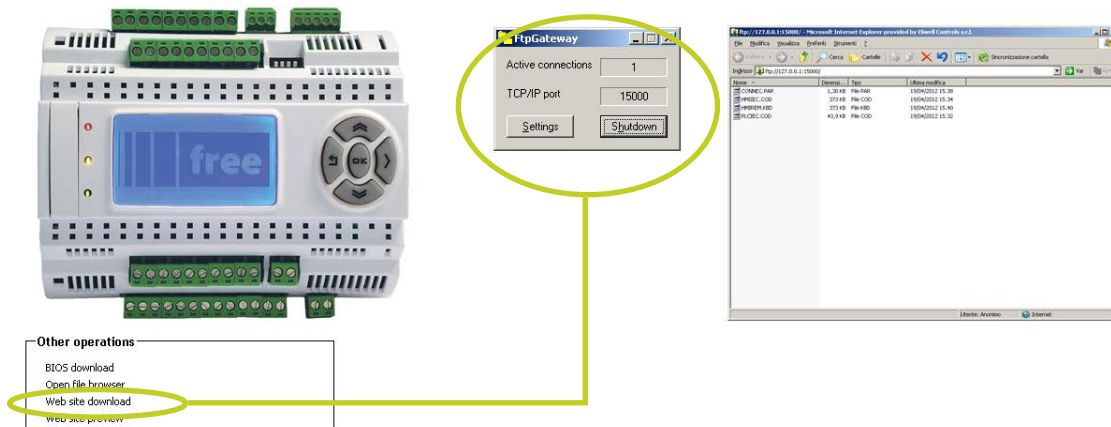 free
OK
FtpGateway
Active connections 1
TCP/IP port 15000
Settings Shutdown
ftp://127.0.0.1:15000/ - Microsoft Internet Explorer provided by Eliwell Controls s.r.l.
File Modifica Visualizza Preferiti Strumenti ?
Cerca Cartelle Sincronizzazione cartella
Indirizzo ftp://127.0.0.1:15000/ Vai
Nome Dimensi... Tipo Ultima modifica
CONNEC.PAR 1,30 KB File PAR 19/04/2012 15.38
HMIIEC.COD 373 KB File COD 19/04/2012 15.34
HMIREM.KBD 373 KB File KBD 19/04/2012 15.40
PLCIEC.COD 43,9 KB File COD 19/04/2012 15.32
Utente: Anonimo Internet
Other operations
BIOS download
Open file browser
Web site download
Web site preview